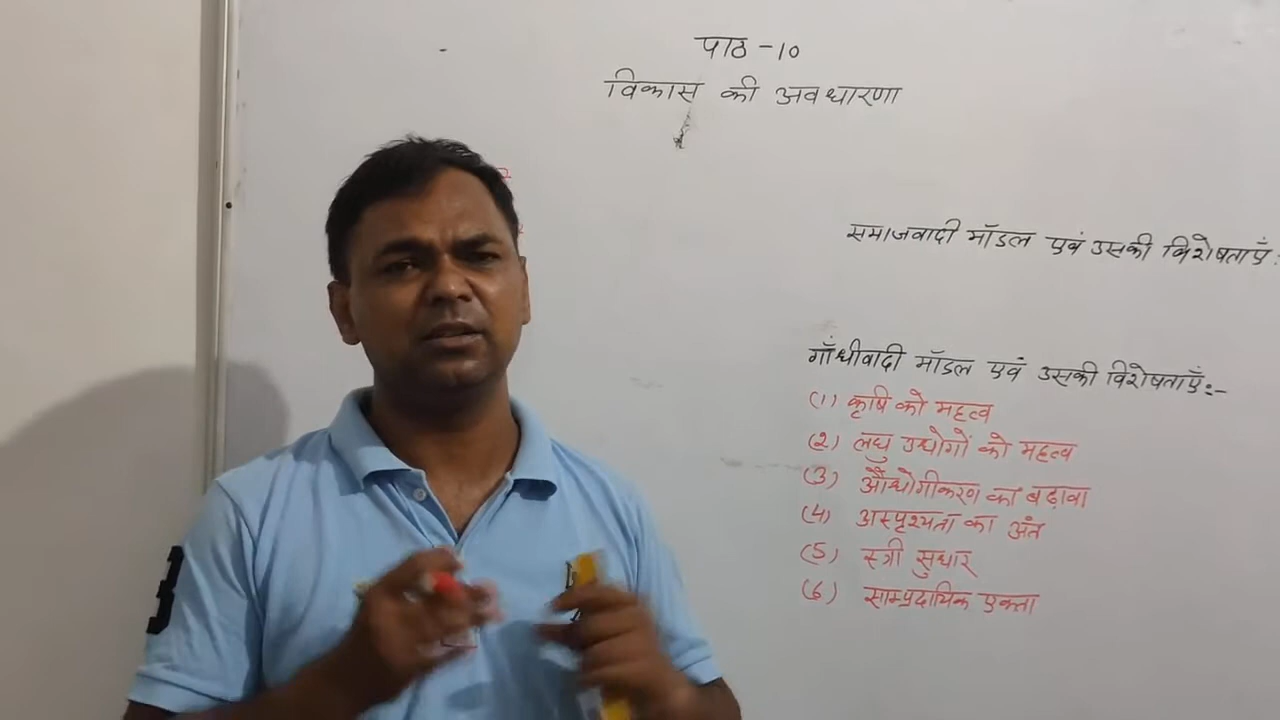 पाठ -10
विकास की अवधारणा
समाजवादी मॉडल एवं उसकी विशेषताएँ:
गाँधीवादी मॉडल एवं उसकी विशेषताएँ:-
(1) कृषि को महत्व
(2) लघु उद्योगों को महत्व
(3) औद्योगीकरण का बढ़ावा
(4) अस्पृश्यता का अंत
(5) स्त्री सुधार
(6) साम्प्रदायिक एकता
3